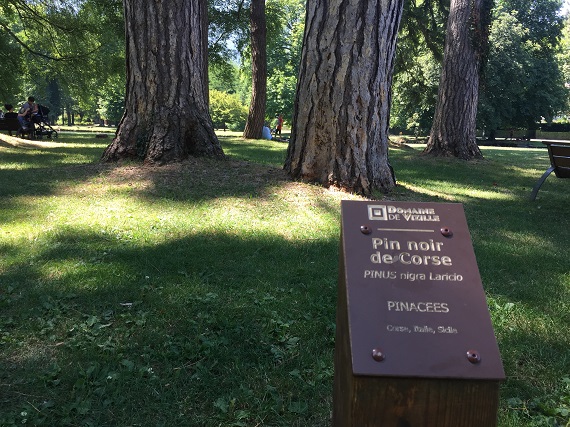 DOMAINE
DE VIZILLE
Pin noir
de Corse
PINUS nigra Laricio
PINACEES
Corse, Italie, Sicile